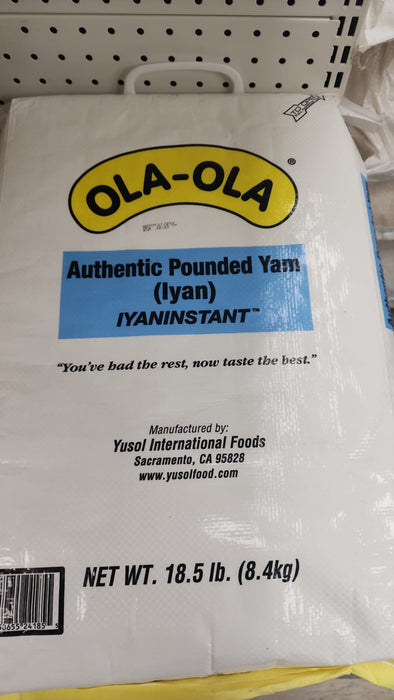 OLA-OLA®
Authentic Pounded Yam
(Iyan)
IYANINSTANT™
"You've had the rest, now taste the best."
Manufactured by:
Yusol International Foods
Sacramento, CA 95828
www.yusolfood.com
NET WT. 18.5 lb. (8.4kg)